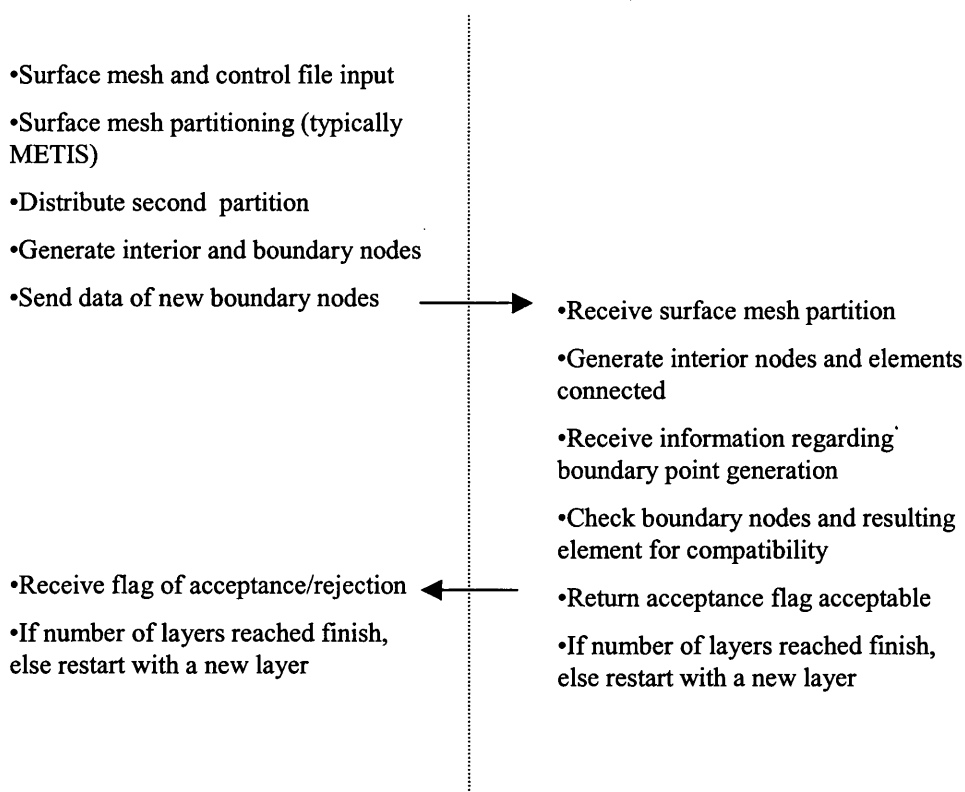 •Surface mesh and control file input
•Surface mesh partitioning (typically
METIS)
•Distribute second partition
•Generate interior and boundary nodes
•Send data of new boundary nodes
•Receive flag of acceptance/rejection
•If number of layers reached finish,
else restart with a new layer
•Receive surface mesh partition
•Generate interior nodes and elements
connected
•Receive information regarding
boundary point generation
•Check boundary nodes and resulting
element for compatibility
•Return acceptance flag acceptable
•If number of layers reached finish,
else restart with a new layer